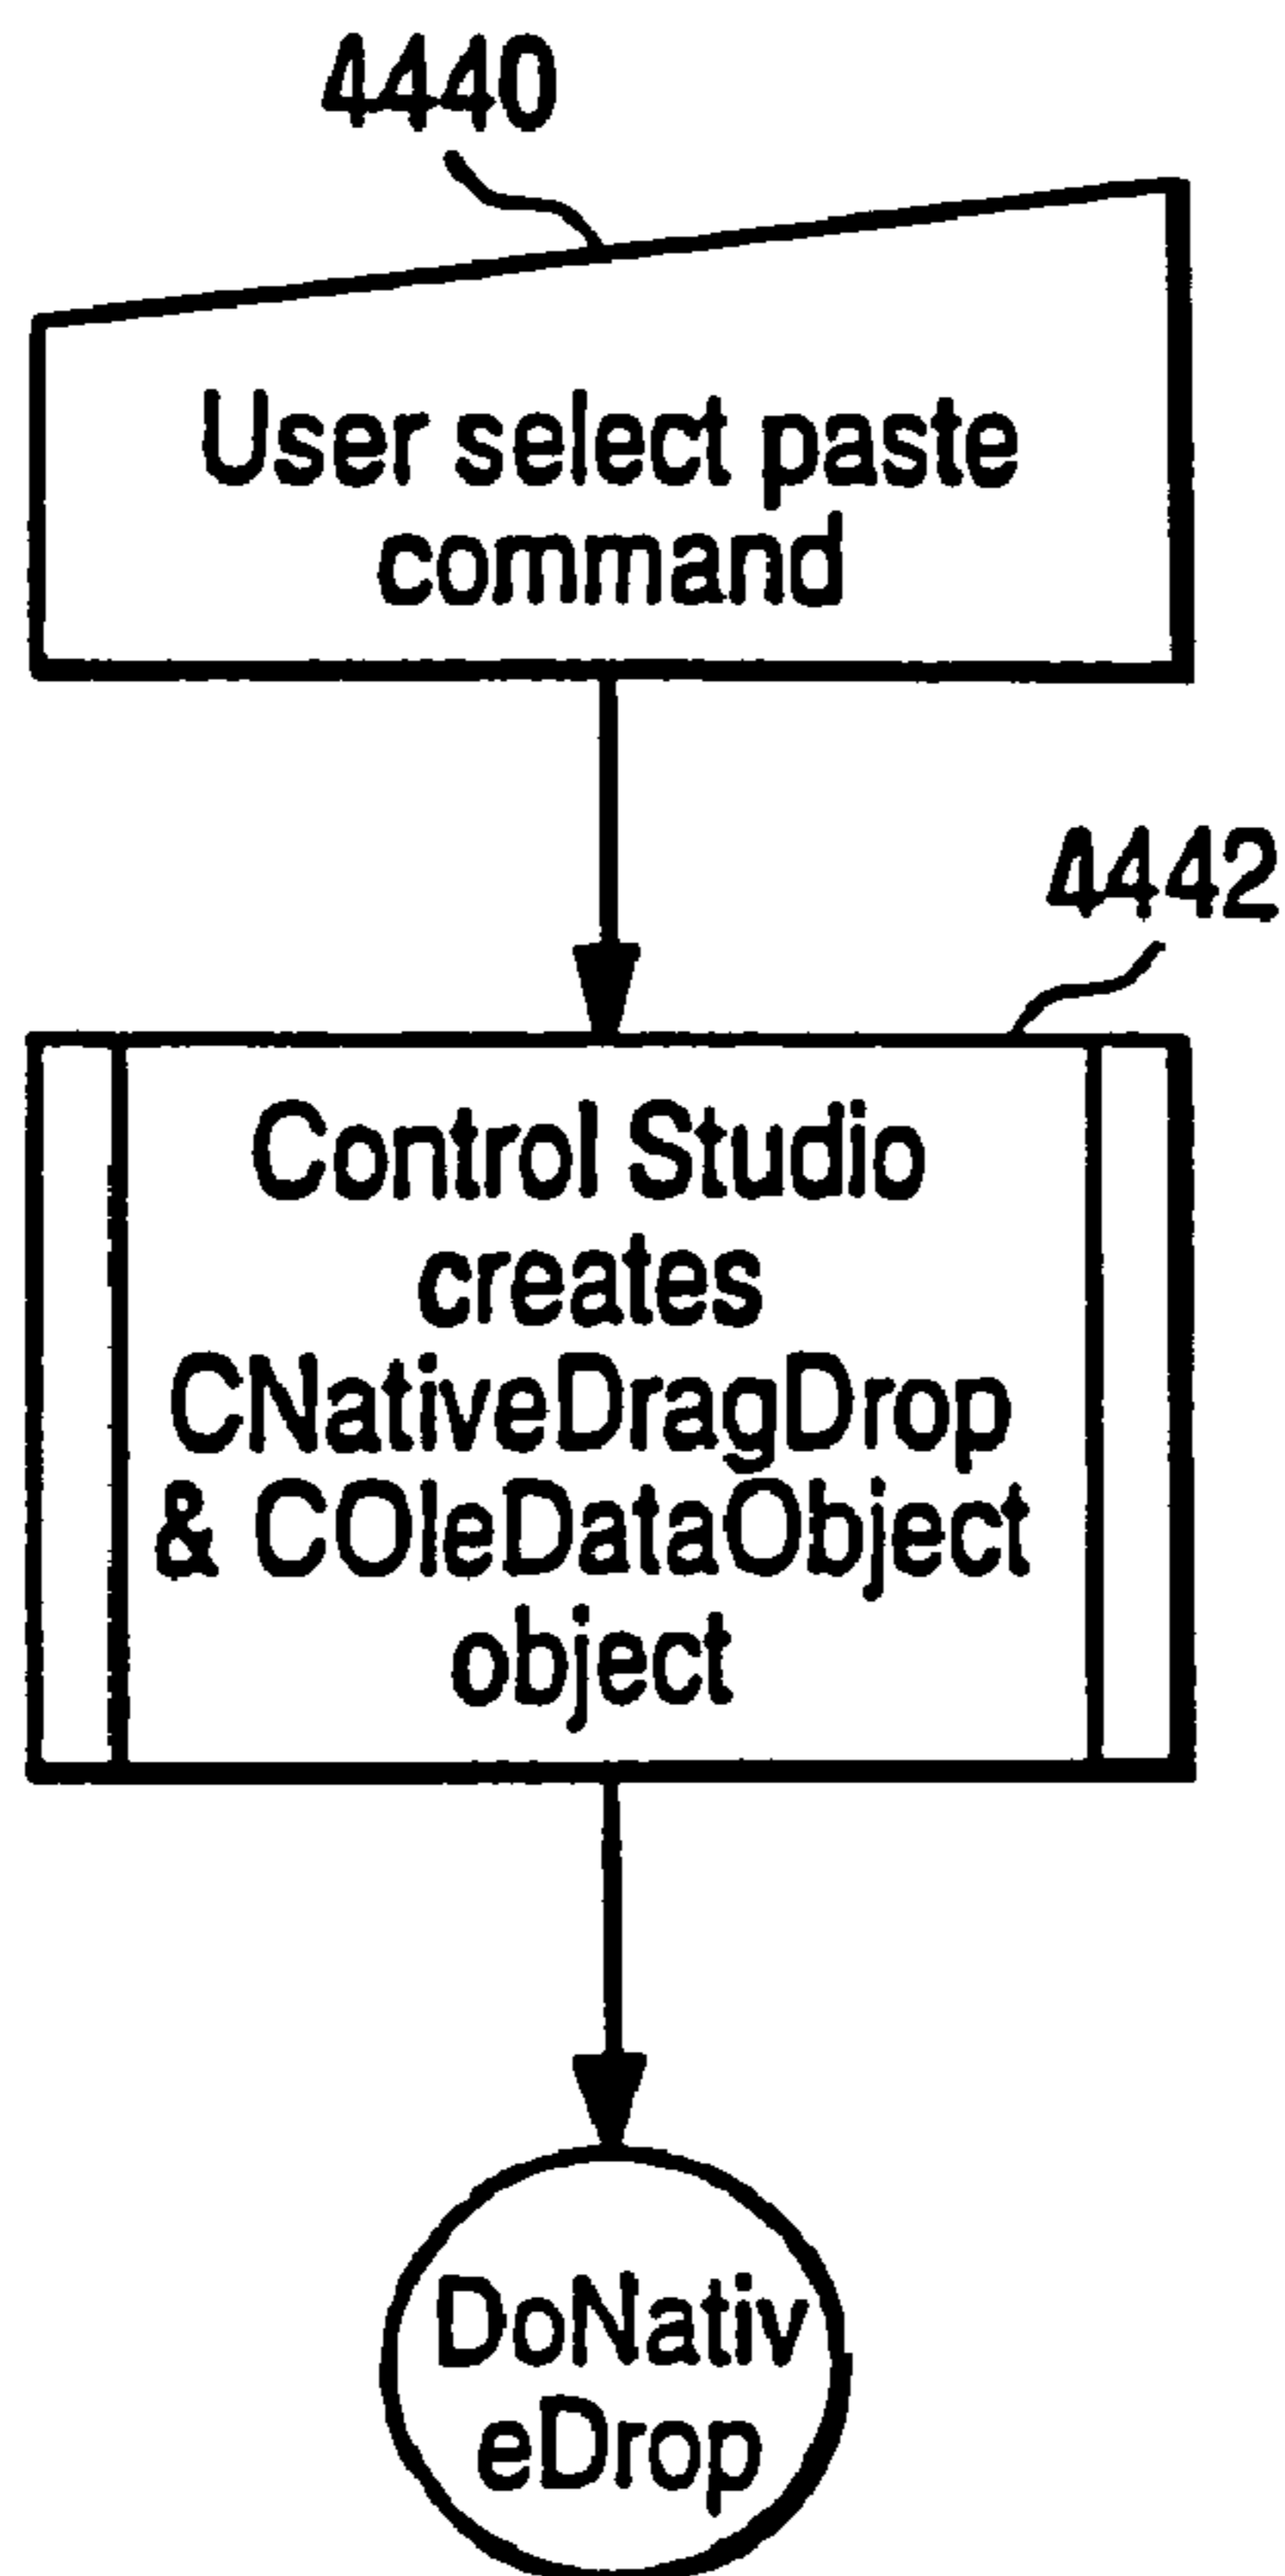 4440
User select paste
command
4442
Control Studio
creates
CNativeDragDrop
& COleDataObject
object
DoNativ
eDrop